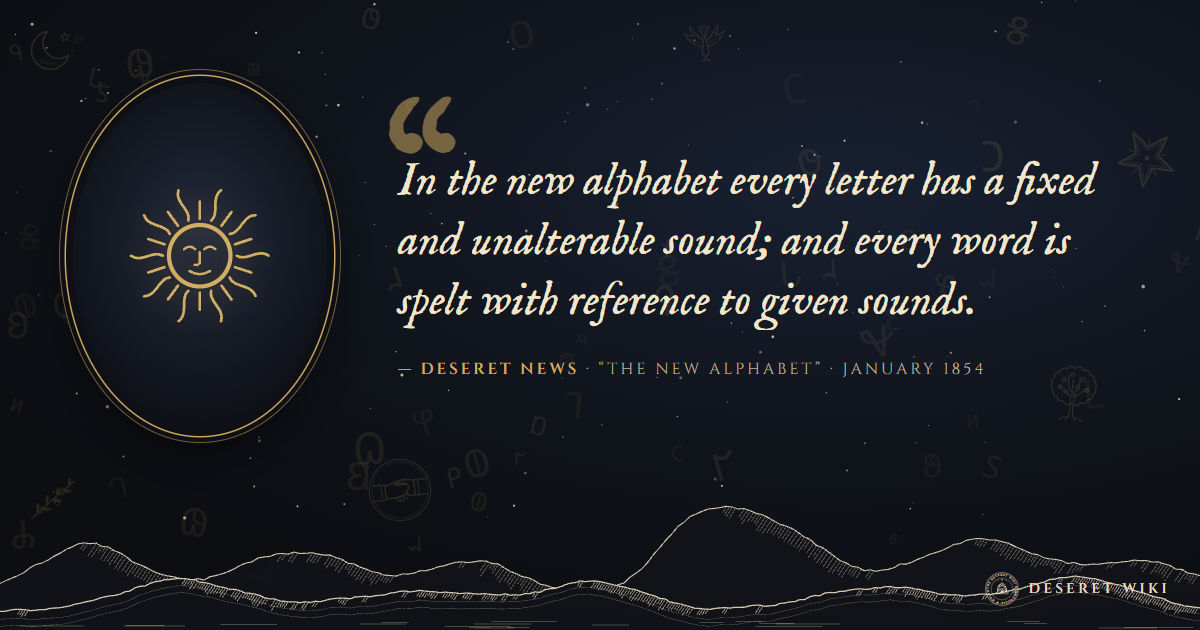 “
In the new alphabet every letter has a fixed
and unalterable sound; and every word is
spelt with reference to given sounds.
— DESERET NEWS · “THE NEW ALPHABET” · JANUARY 1854
DESERET WIKI